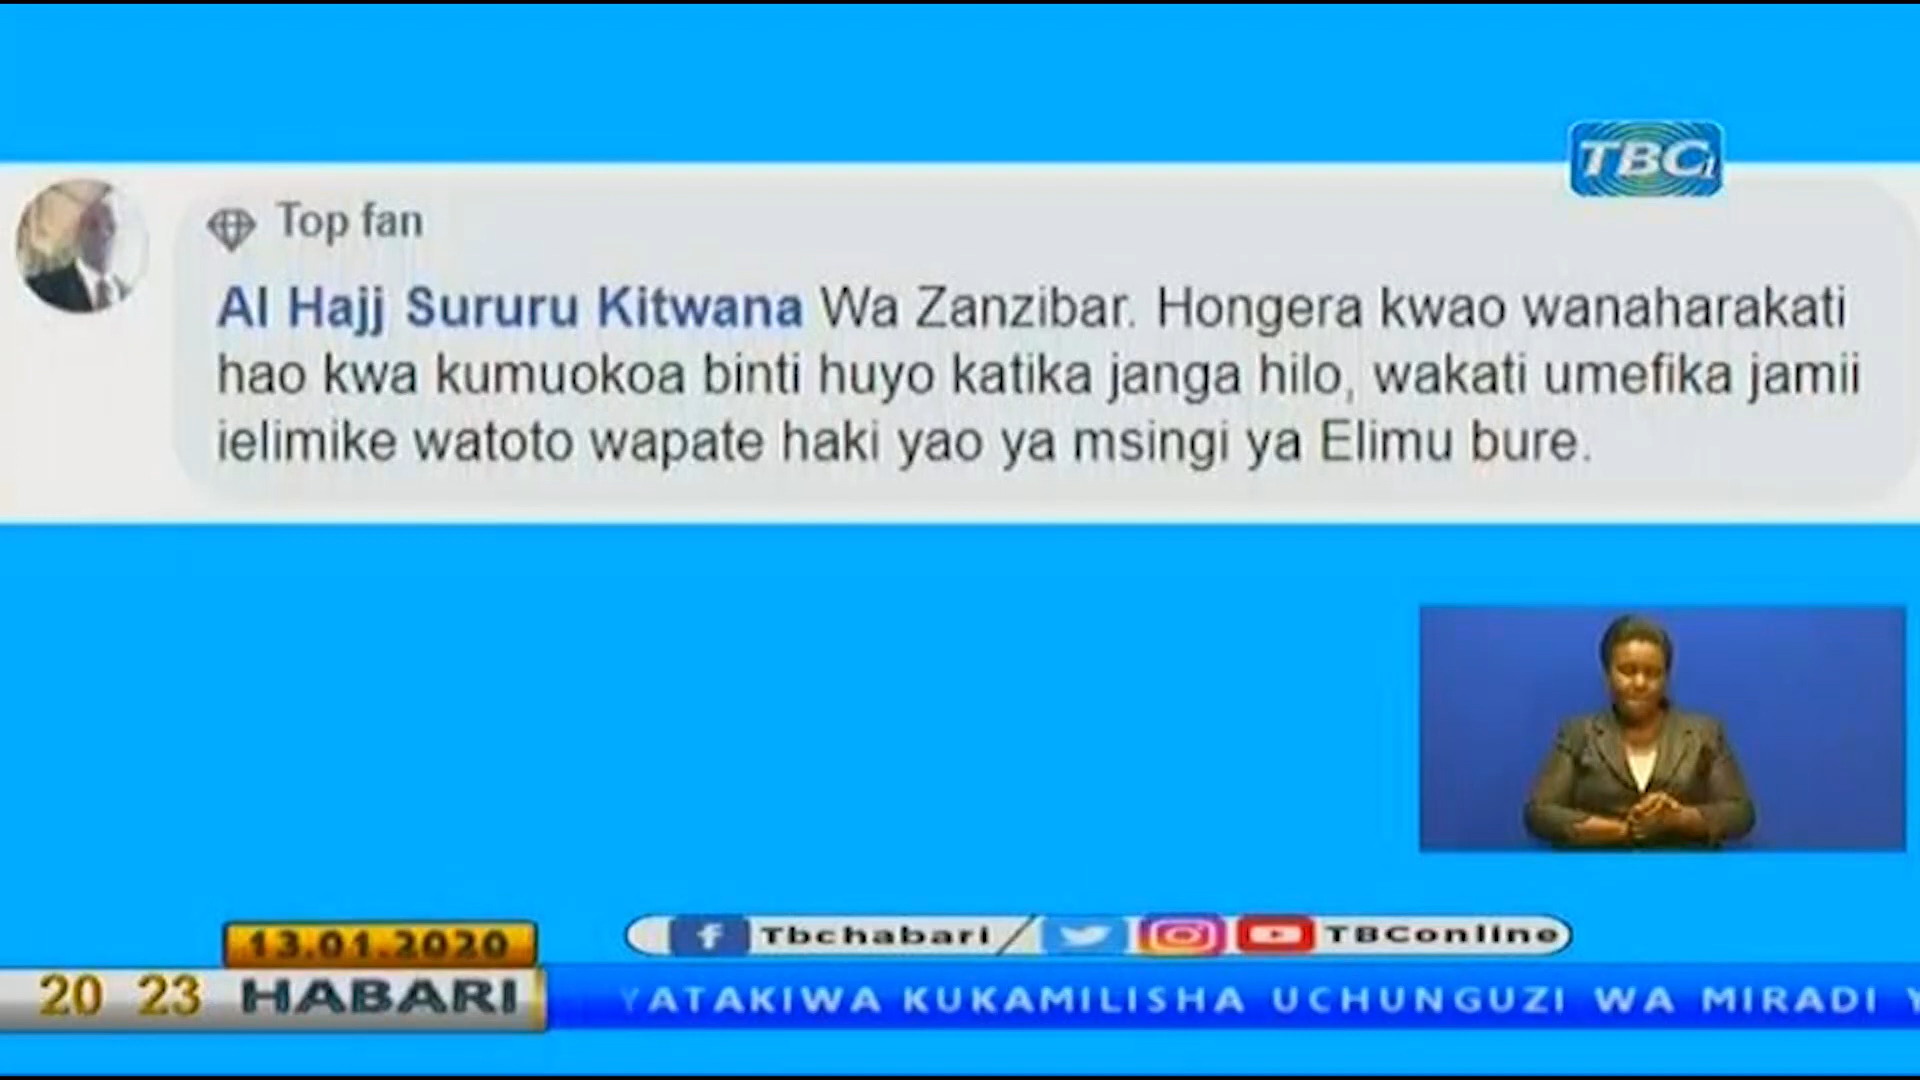 TBC1
Top fan
Al Hajj Sururu Kitwana Wa Zanzibar. Hongera kwao wanaharakati
hao kwa kumuokoa binti huyo katika janga hilo, wakati umefika jamii
ielimike watoto wapate haki yao ya msingi ya Elimu bure.
13.01.2020
Tbchabari
TBConline
20 23 HABARI
YATAKIWA KUKAMILISHA UCHUNGUZI WA MIRADI Y